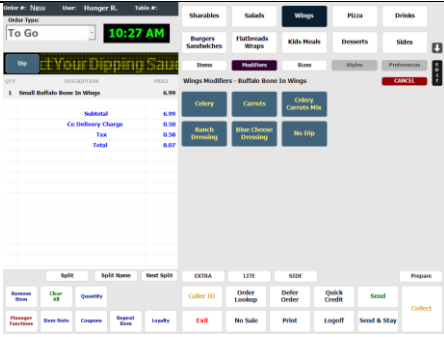 Order #: New User: Hunger R. Table #:
Order Type:
To Go
10:27 AM
Dip
ct Your Dipping Sauc
QTY DESCRIPTION PRICE
1 Small Buffalo Bone In Wings 6.99
Subtotal 6.99
Co Delivery Charge 0.50
Tax 0.58
Total 8.07
Split Split Name Next Split
Remove Item Clear All Quantity
Manager Functions Item Note Coupons Repeat Item Loyalty
Sharables Salads Wings Pizza Drinks
Burgers Sandwiches Flatbreads Wraps Kids Meals Desserts Sides
Items Modifiers Sizes Styles Preferences
EXIT
Wings Modifiers - Buffalo Bone In Wings CANCEL
Celery Carrots Celery Carrots Mix
Ranch Dressing Blue Cheese Dressing No Dip
EXTRA LITE SIDE Prepare
Caller ID Order Lookup Defer Order Quick Credit Send Collect
Exit No Sale Print Logoff Send & Stay